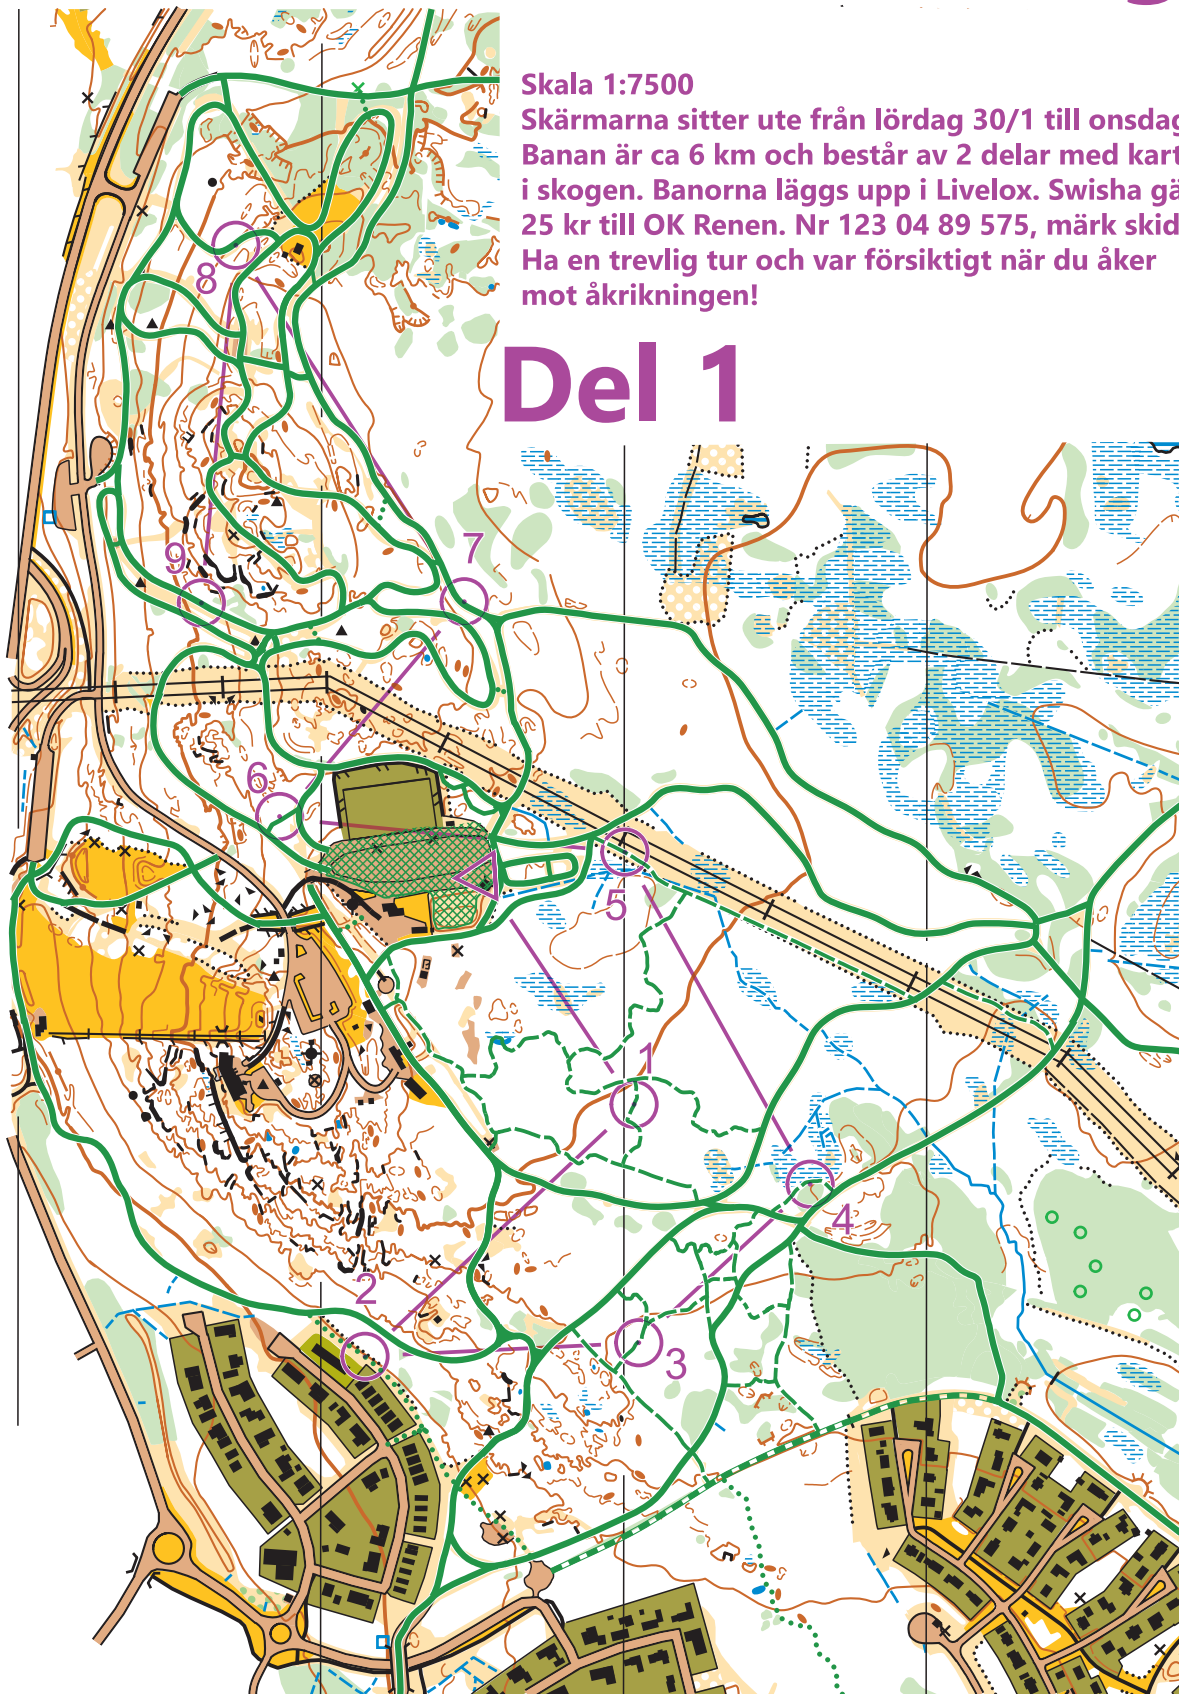 Skala 1:7500
Skärmarna sitter ute från lördag 30/1 till onsdag
Banan är ca 6 km och består av 2 delar med kart
i skogen. Banorna läggs upp i Livelox. Swisha gä
25 kr till OK Renen. Nr 123 04 89 575, märk skid
Ha en trevlig tur och var försiktigt när du åker
mot åkrikningen!
Del 1
8
7
9
6
5
1
4
2
3